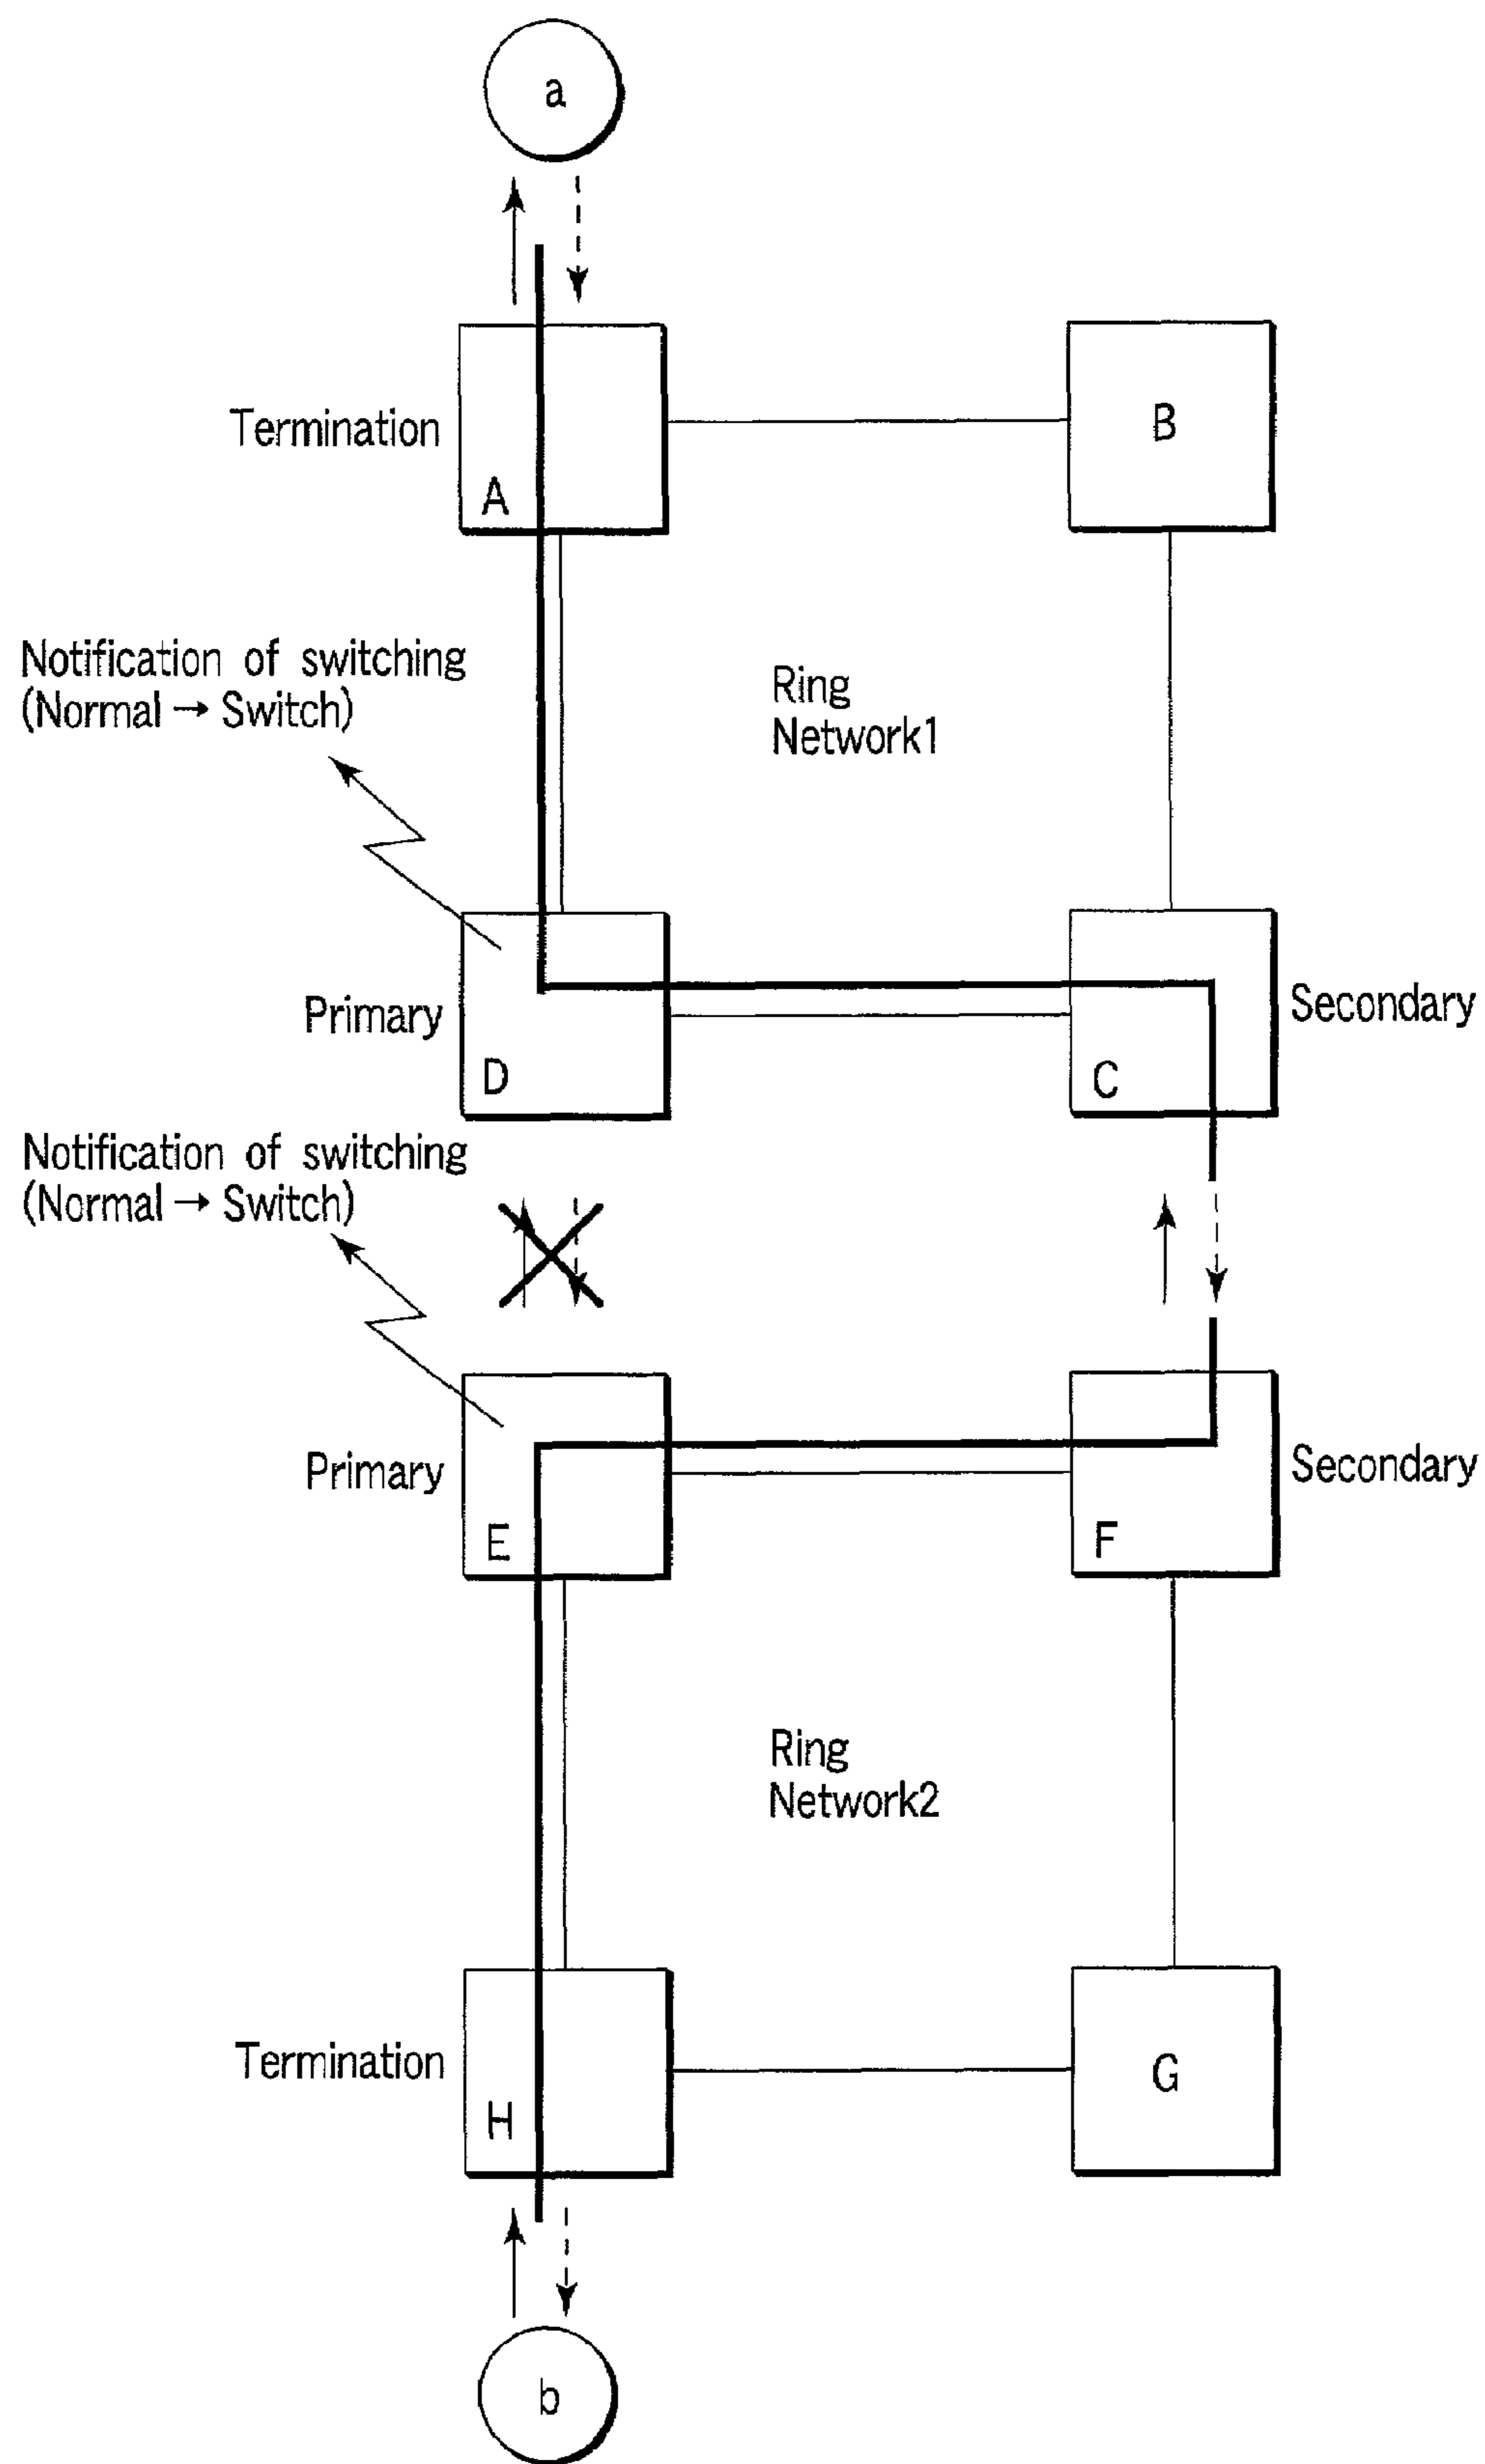 a
Termination
A
B
Notification of switching
(Normal → Switch)
Ring
Network1
Primary
D
C
Secondary
Notification of switching
(Normal → Switch)
Primary
E
F
Secondary
Ring
Network2
Termination
H
G
b